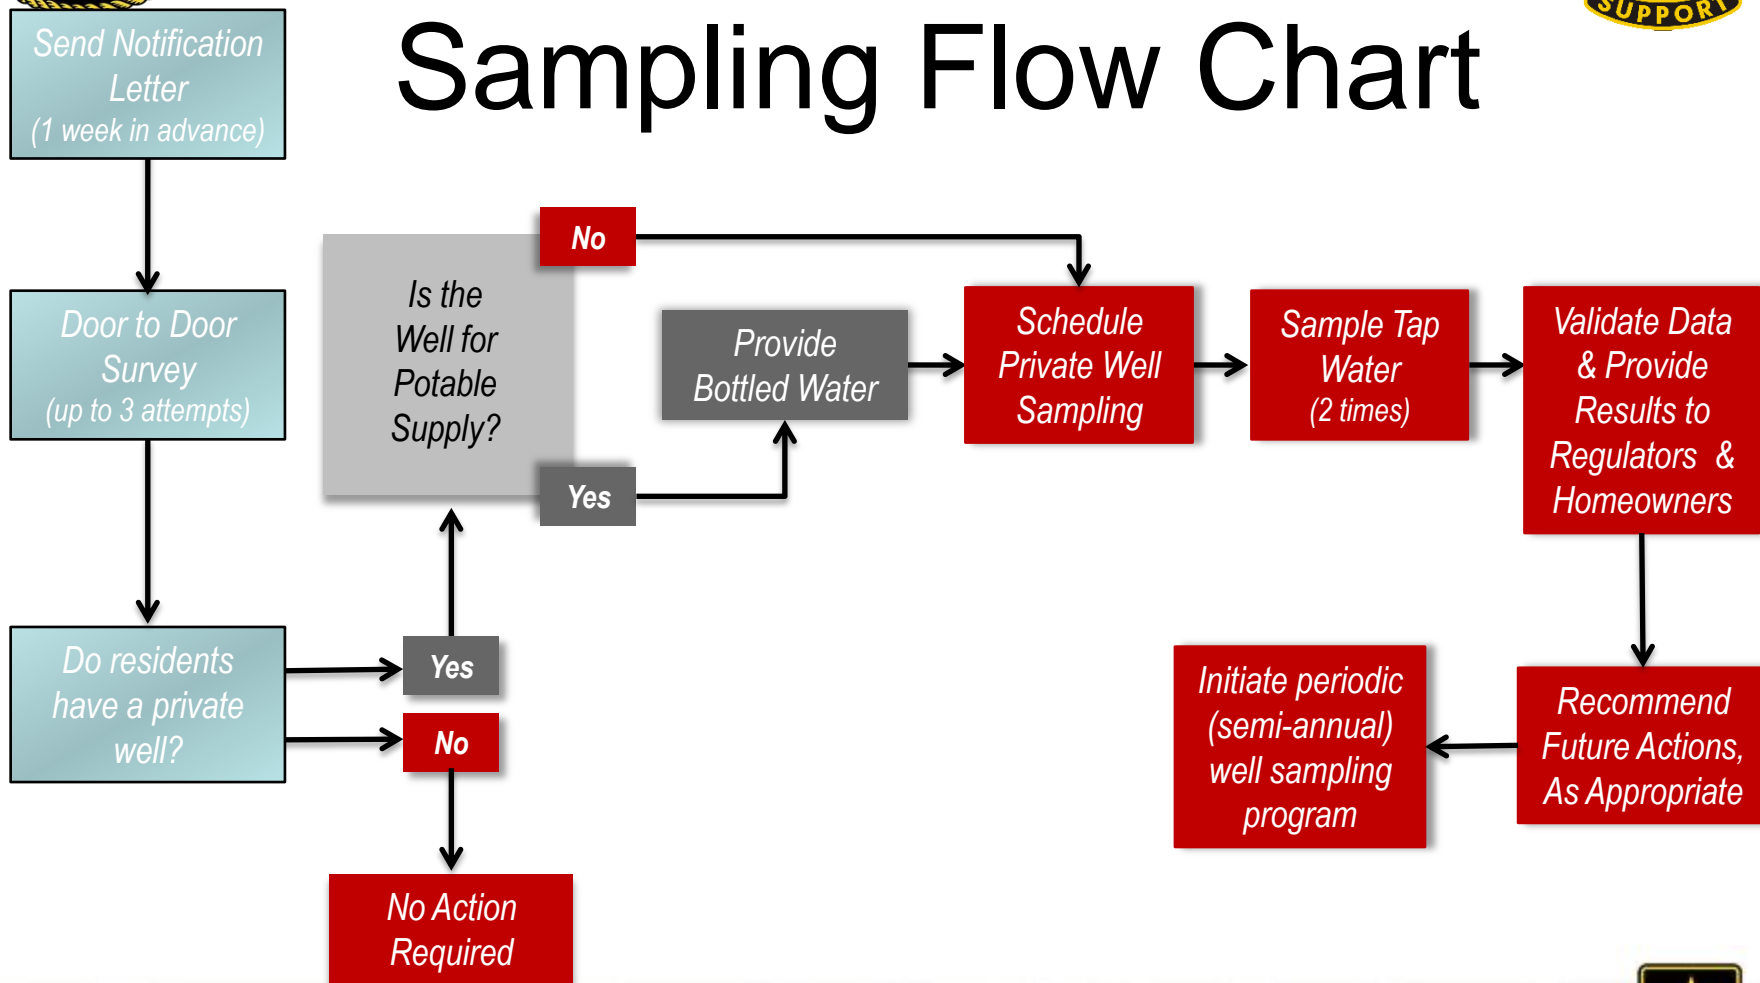 Sampling Flow Chart
SUPPORT
Send Notification
Letter
(1 week in advance)
Door to Door
Survey
(up to 3 attempts)
Do residents
have a private
well?
Yes
No
No Action
Required
Is the
Well for
Potable
Supply?
No
Yes
Provide
Bottled Water
Schedule
Private Well
Sampling
Sample Tap
Water
(2 times)
Validate Data
& Provide
Results to
Regulators &
Homeowners
Recommend
Future Actions,
As Appropriate
Initiate periodic
(semi-annual)
well sampling
program